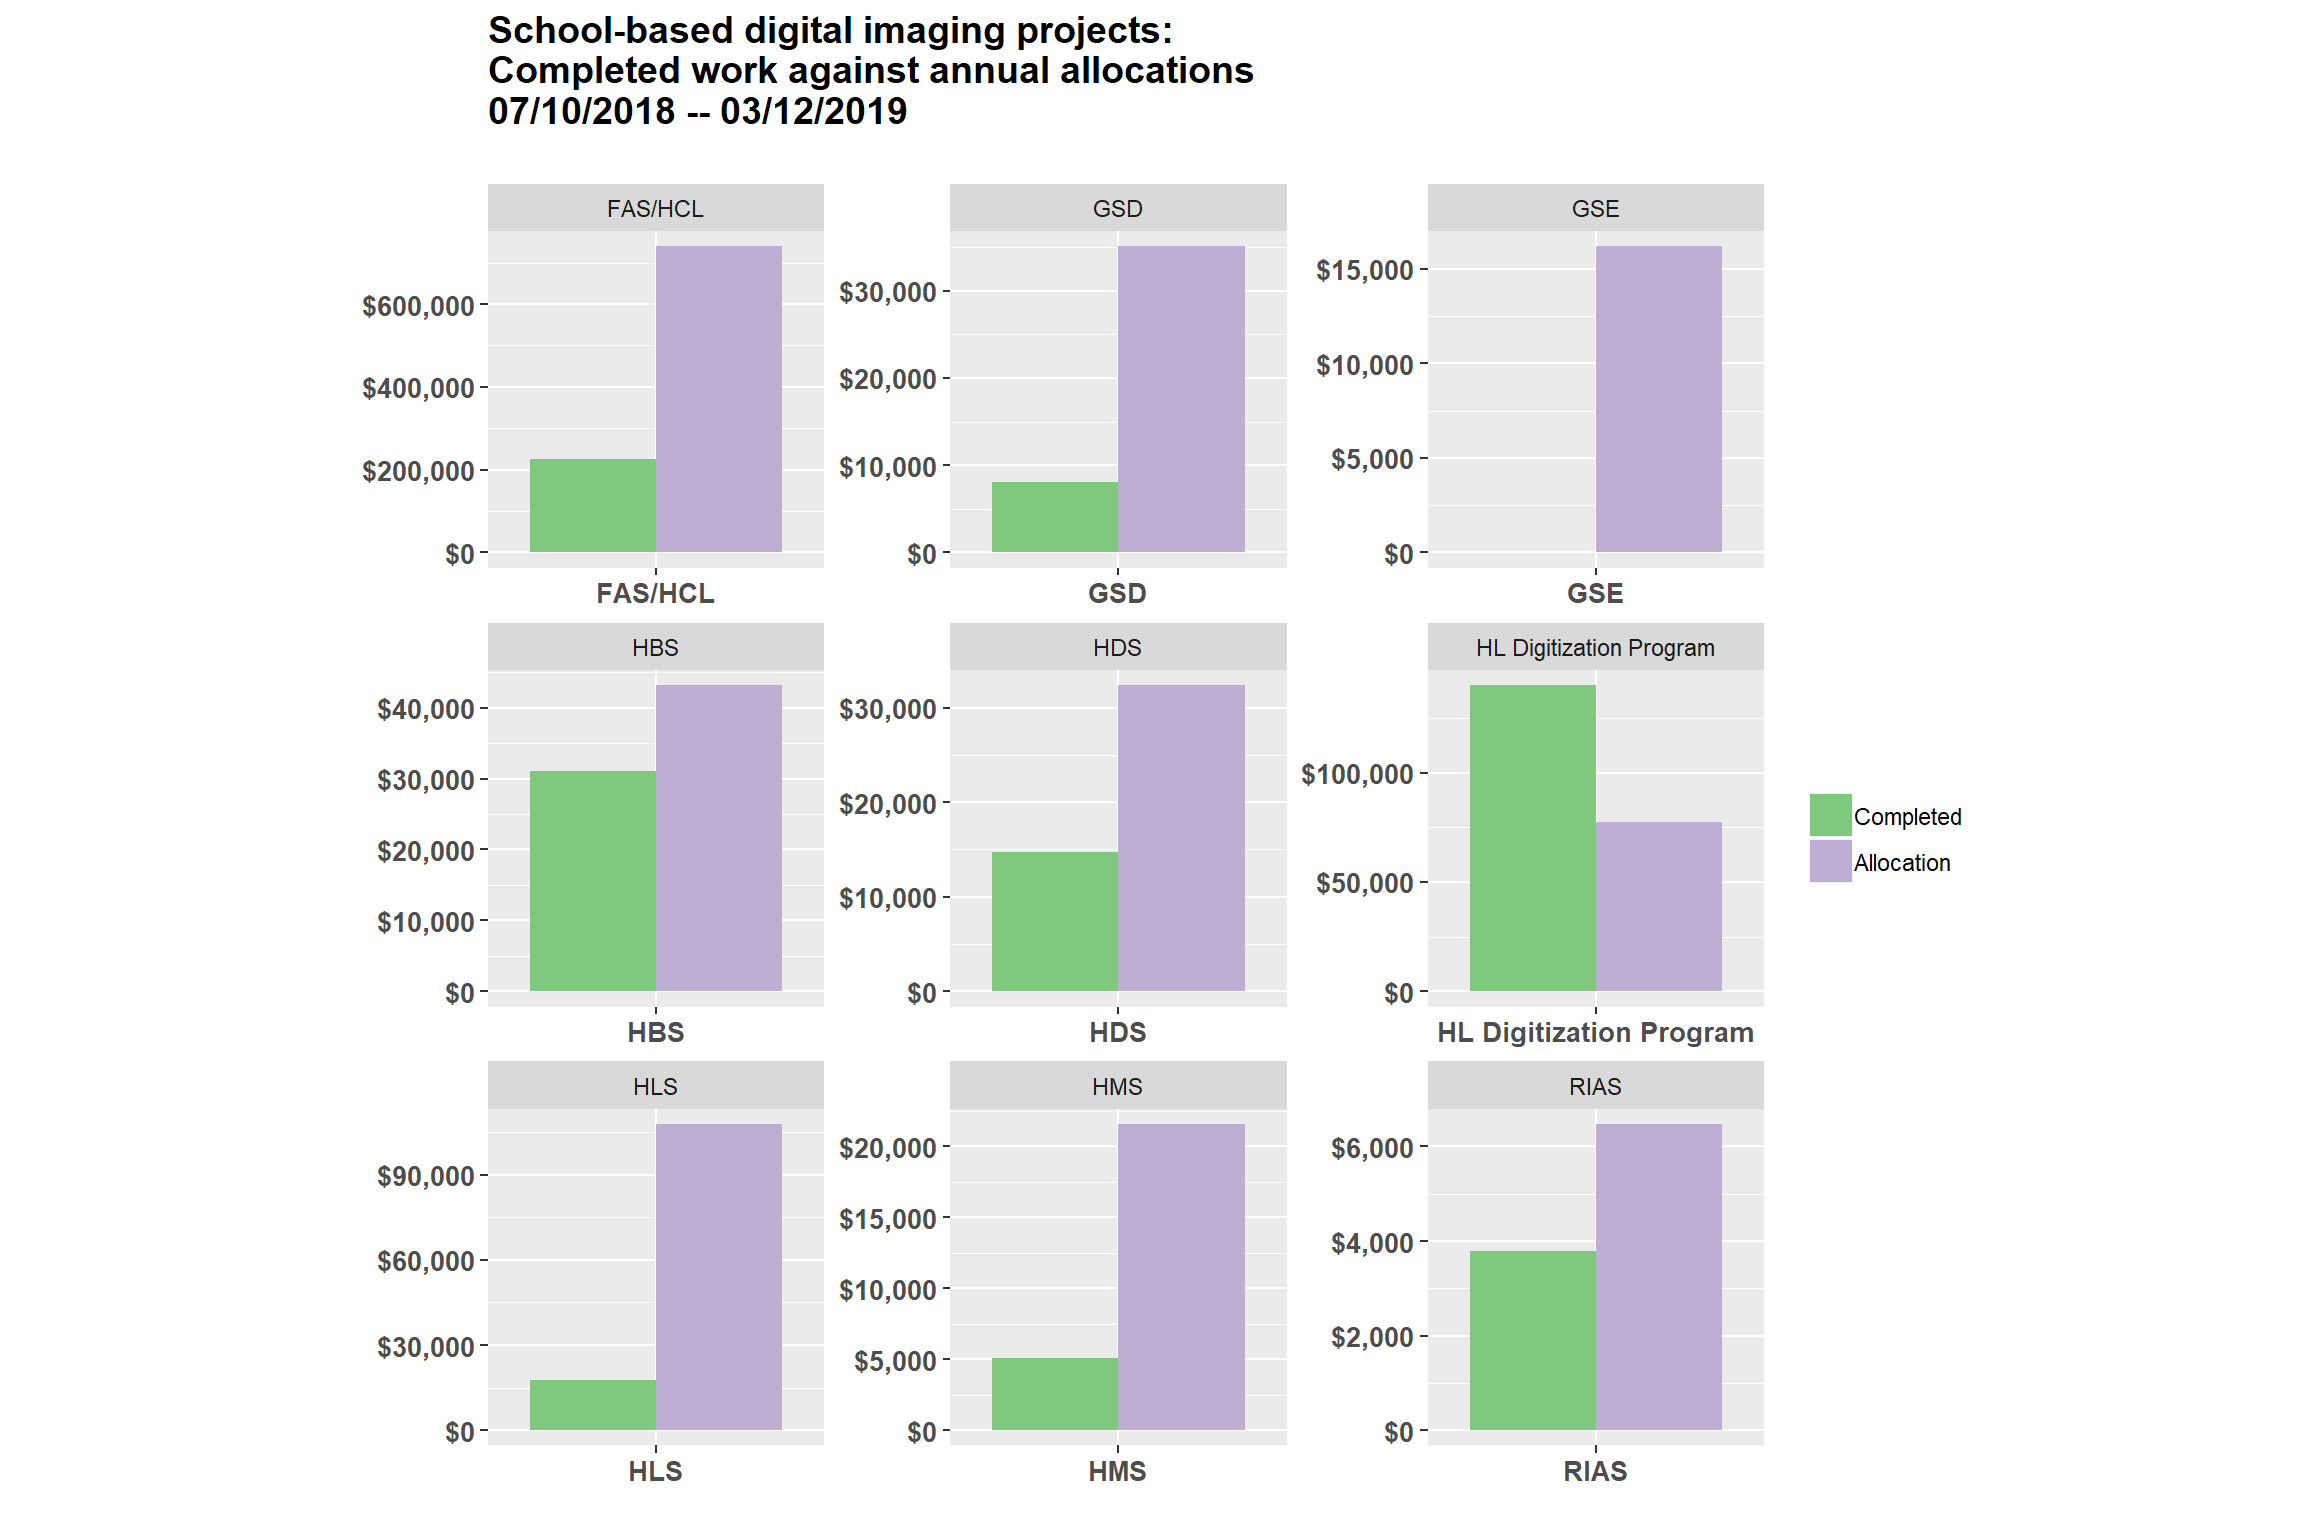 School-based digital imaging projects:
Completed work against annual allocations
07/10/2018 -- 03/12/2019
FAS/HCL
$600,000
$400,000
$200,000
$0
FAS/HCL
GSD
$30,000
$20,000
$10,000
$0
GSD
GSE
$15,000
$10,000
$5,000
$0
GSE
HBS
$40,000
$30,000
$20,000
$10,000
$0
HBS
HDS
$30,000
$20,000
$10,000
$0
HDS
HL Digitization Program
$100,000
$50,000
$0
HL Digitization Program
HLS
$90,000
$60,000
$30,000
$0
HLS
HMS
$20,000
$15,000
$10,000
$5,000
$0
HMS
RIAS
$6,000
$4,000
$2,000
$0
RIAS
Completed
Allocation